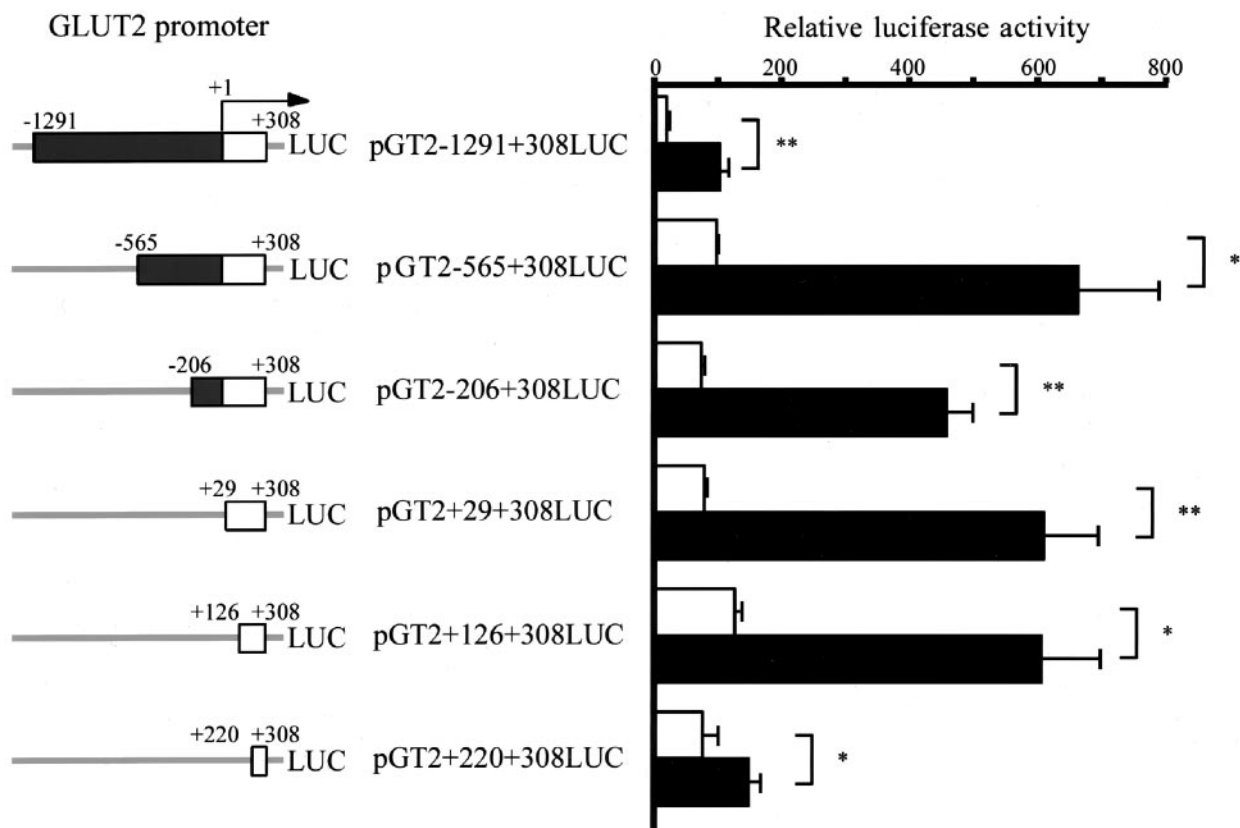 GLUT2 promoter
Relative luciferase activity
0 200 400 600 800
+1
-1291 +308
LUC pGT2-1291+308LUC
**
-565 +308
LUC pGT2-565+308LUC
*
-206 +308
LUC pGT2-206+308LUC
**
+29 +308
LUC pGT2+29+308LUC
**
+126 +308
LUC pGT2+126+308LUC
*
+220 +308
LUC pGT2+220+308LUC
*